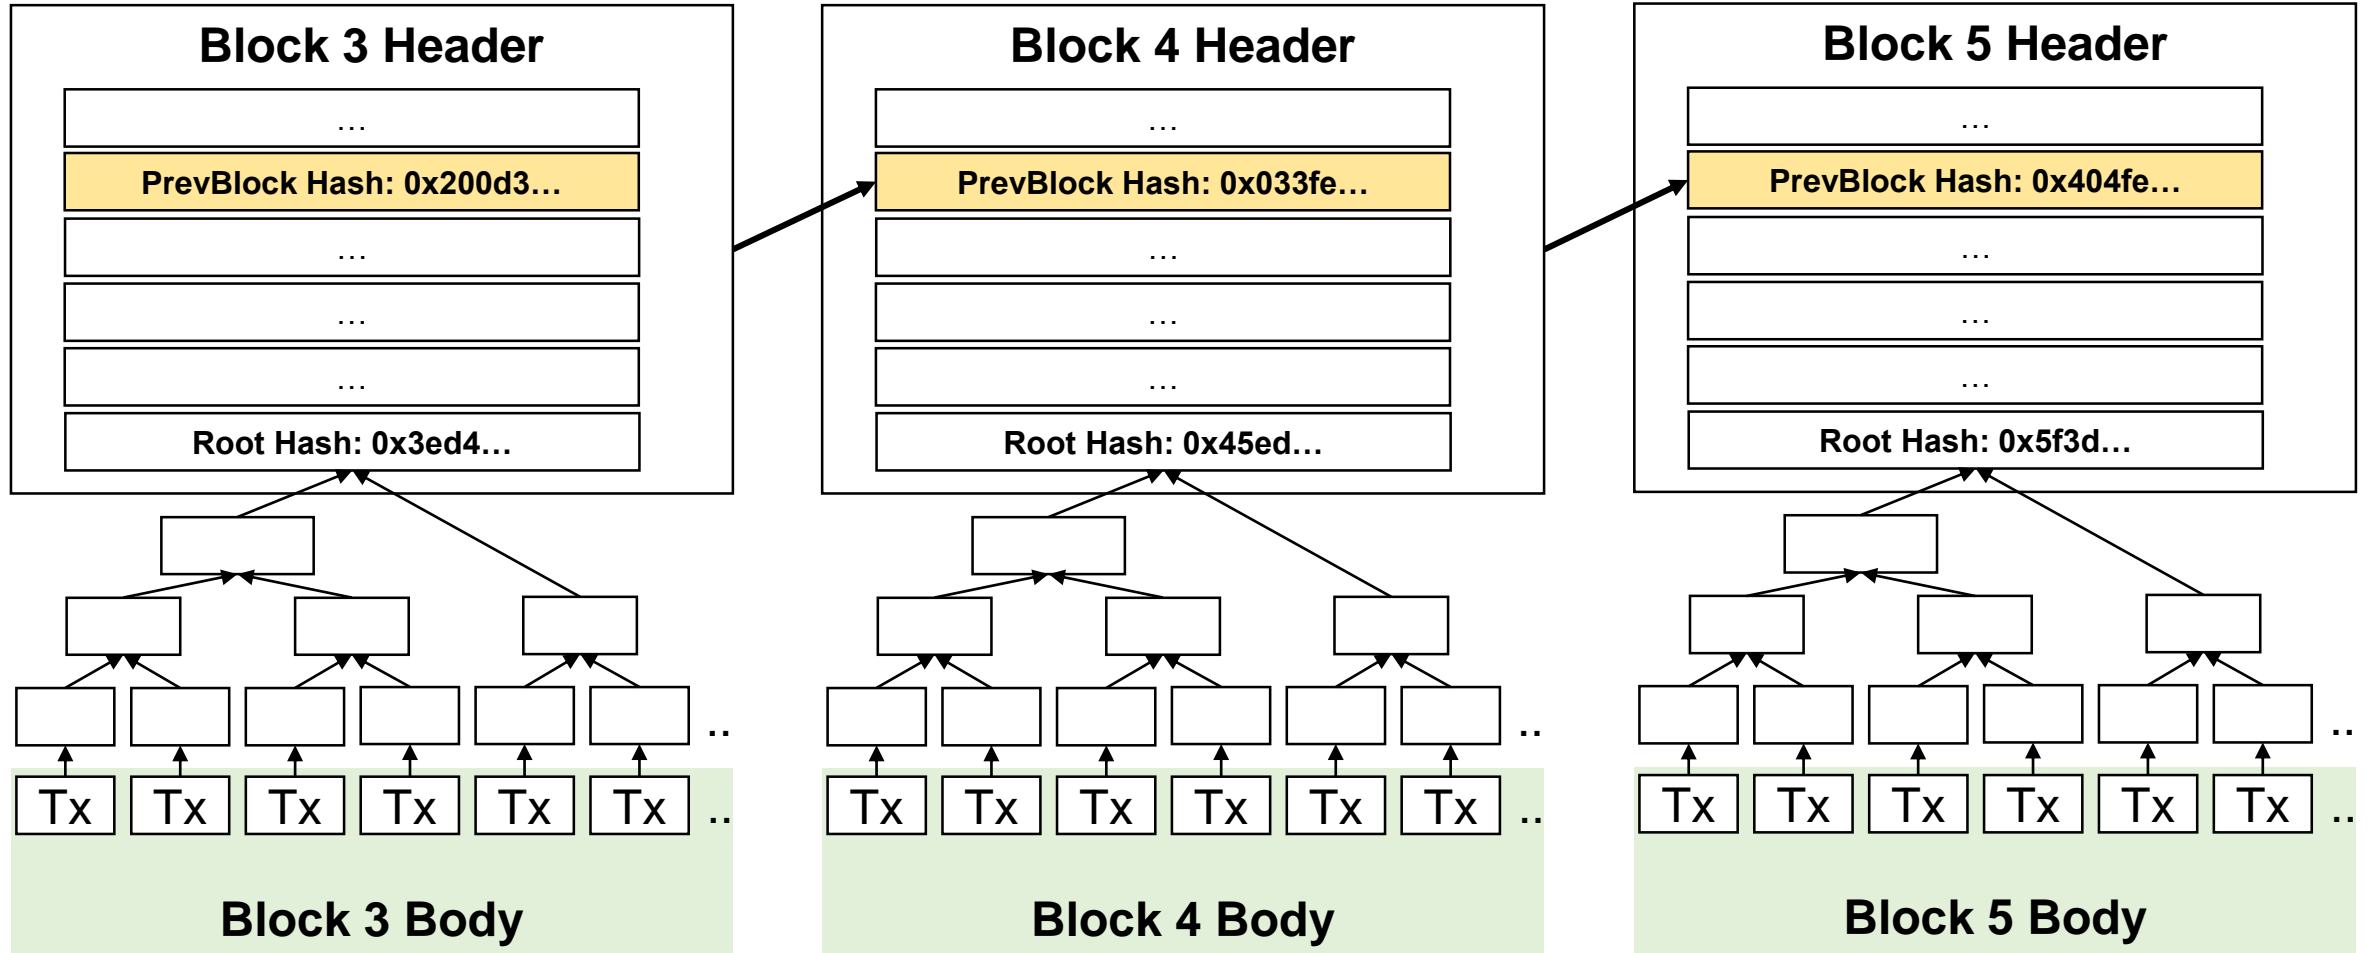 Block 3 Header
...
PrevBlock Hash: 0x200d3...
...
...
...
Root Hash: 0x3ed4...
..
Tx Tx Tx Tx Tx Tx ..
Block 3 Body
Block 4 Header
...
PrevBlock Hash: 0x033fe...
...
...
...
Root Hash: 0x45ed...
..
Tx Tx Tx Tx Tx Tx ..
Block 4 Body
Block 5 Header
...
PrevBlock Hash: 0x404fe...
...
...
...
Root Hash: 0x5f3d...
..
Tx Tx Tx Tx Tx Tx ..
Block 5 Body